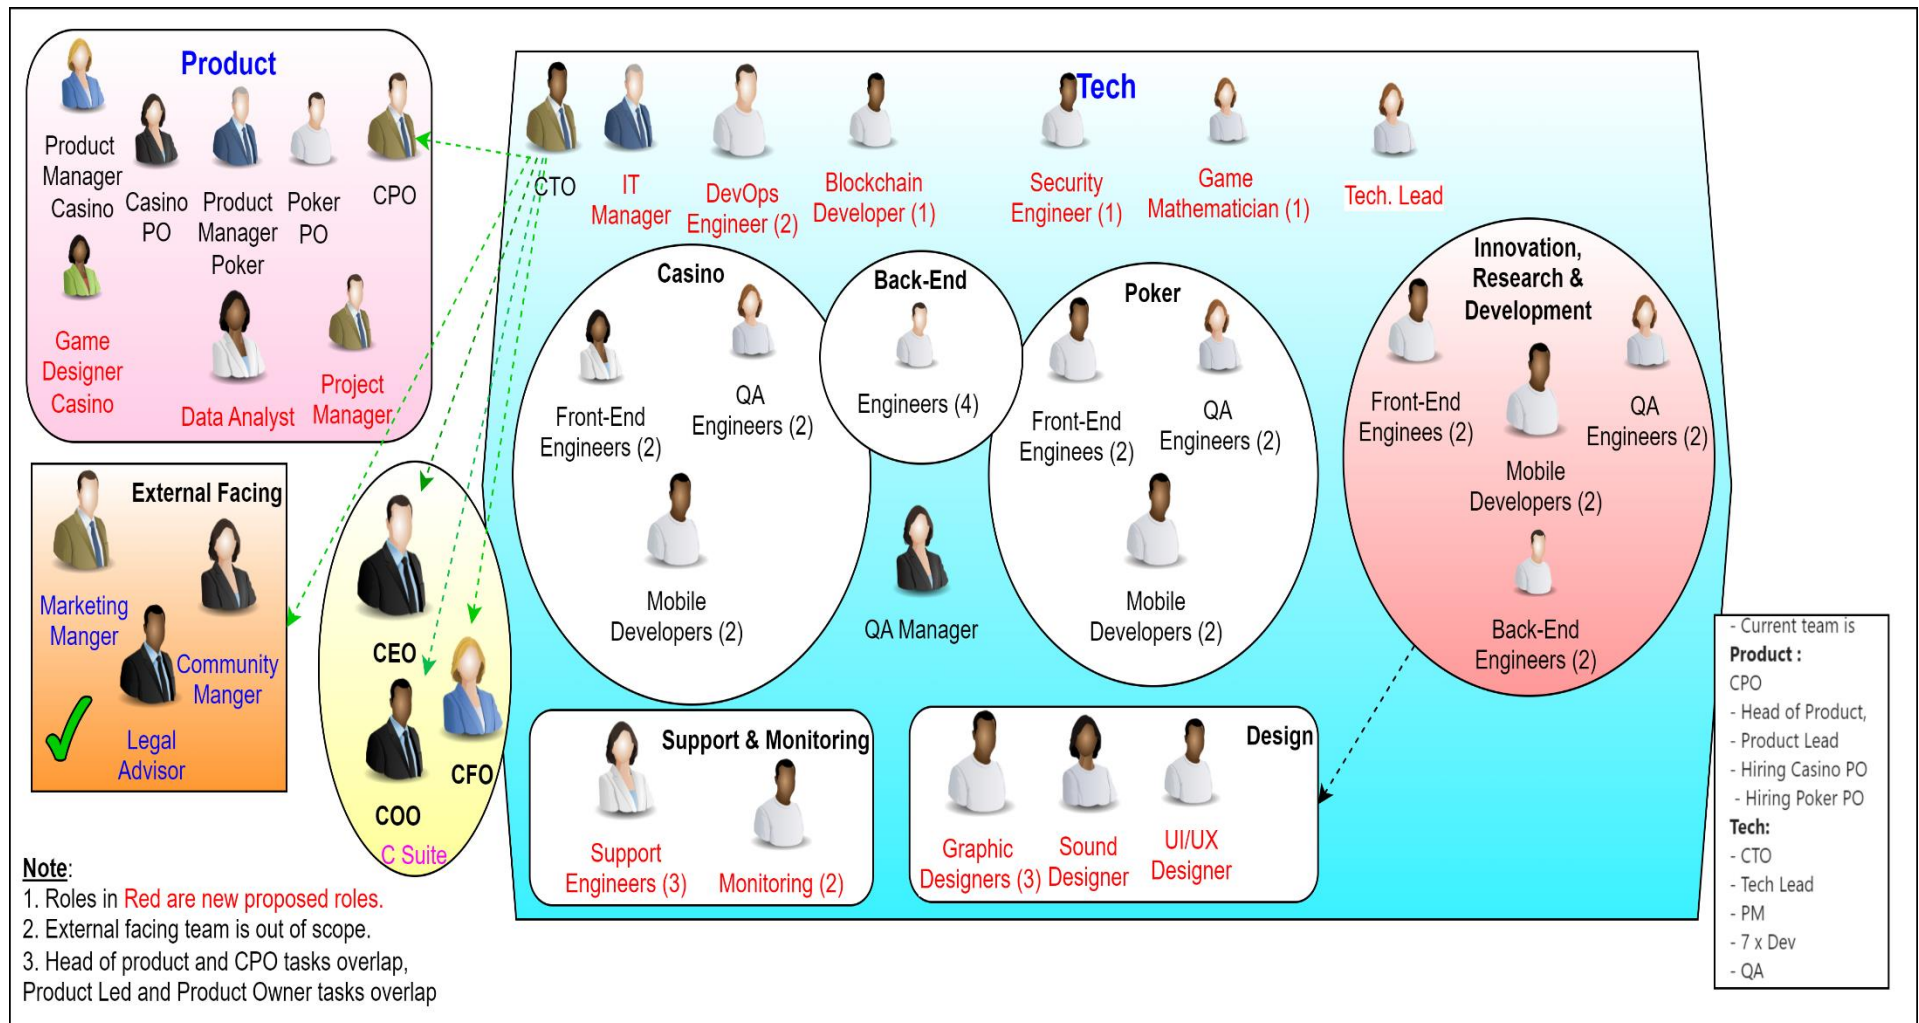 Product
Product
Manager
Casino
Casino
PO
Product
Manager
Poker
Poker
PO
CPO
Game
Designer
Casino
Data Analyst
Project
Manager
Tech
CTO
IT
Manager
DevOps
Engineer (2)
Blockchain
Developer (1)
Security
Engineer (1)
Game
Mathematician (1)
Tech. Lead
Casino
Front-End
Engineers (2)
QA
Engineers (2)
Mobile
Developers (2)
Back-End
Engineers (4)
QA Manager
Poker
Front-End
Enginees (2)
QA
Engineers (2)
Mobile
Developers (2)
Innovation,
Research &
Development
Front-End
Enginees (2)
QA
Engineers (2)
Mobile
Developers (2)
Back-End
Engineers (2)
External Facing
Marketing
Manger
Community
Manger
Legal
Advisor
CEO
CFO
COO
C Suite
Support & Monitoring
Support
Engineers (3)
Monitoring (2)
Design
Graphic
Designers (3)
Sound
Designer
UI/UX
Designer
Note:
1. Roles in Red are new proposed roles.
2. External facing team is out of scope.
3. Head of product and CPO tasks overlap,
Product Led and Product Owner tasks overlap
- Current team is
Product :
CPO
- Head of Product,
- Product Lead
- Hiring Casino PO
- Hiring Poker PO
Tech:
- CTO
- Tech Lead
- PM
- 7 x Dev
- QA